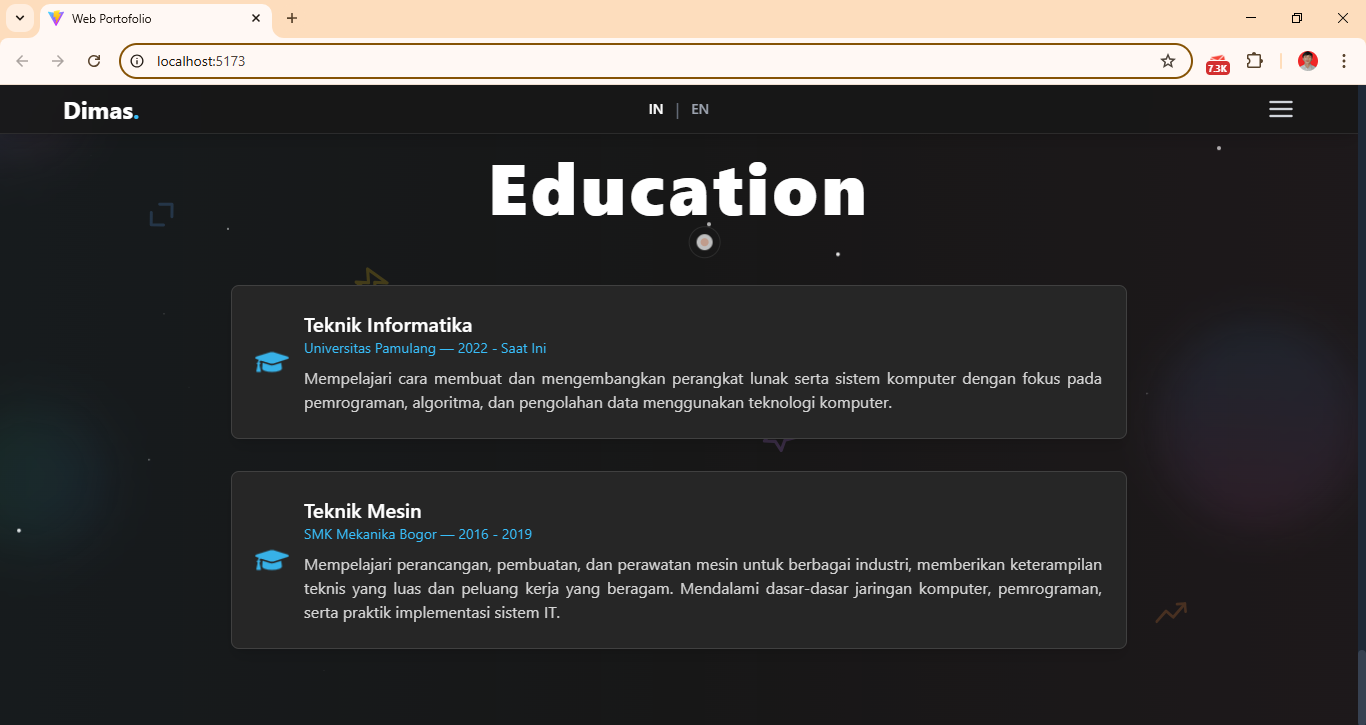 Web Portofolio
localhost:5173
7.3K
Dimas.
IN | EN
Education
Teknik Informatika
Universitas Pamulang — 2022 - Saat Ini
Mempelajari cara membuat dan mengembangkan perangkat lunak serta sistem komputer dengan fokus pada
pemrograman, algoritma, dan pengolahan data menggunakan teknologi komputer.
Teknik Mesin
SMK Mekanika Bogor — 2016 - 2019
Mempelajari perancangan, pembuatan, dan perawatan mesin untuk berbagai industri, memberikan keterampilan
teknis yang luas dan peluang kerja yang beragam. Mendalami dasar-dasar jaringan komputer, pemrograman,
serta praktik implementasi sistem IT.